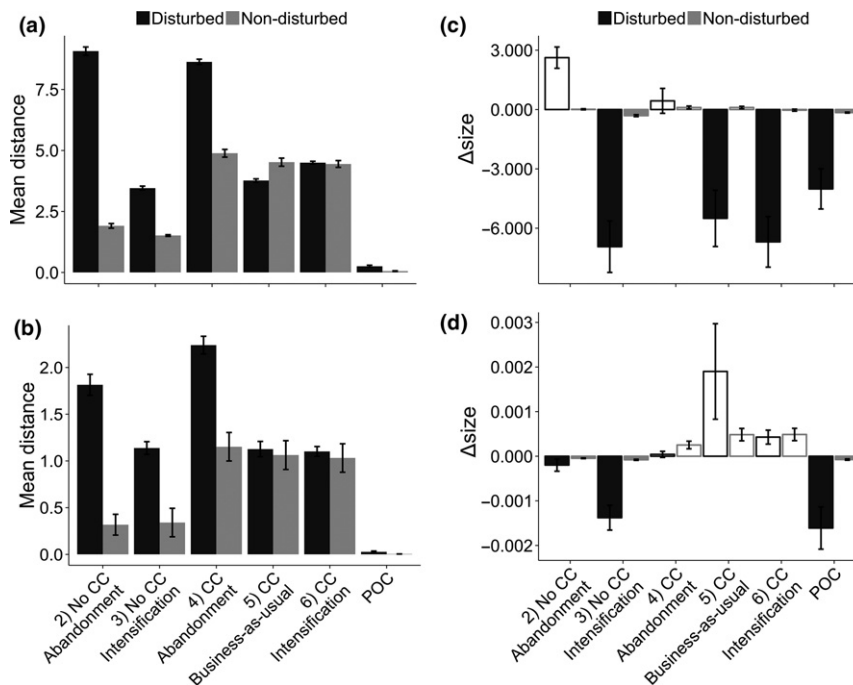 (a)
Disturbed Non-disturbed
Mean distance
7.5
5.0
2.5
0.0
(b)
Mean distance
2.0
1.5
1.0
0.5
0.0
2) No CC
Abandonment
3) No CC
Intensification
4) CC
Abandonment
5) CC
Business-as-usual
6) CC
Intensification
POC
(c)
Disturbed Non-disturbed
Δsize
3.000
0.000
−3.000
−6.000
(d)
Δsize
0.003
0.002
0.001
0.000
−0.001
−0.002
2) No CC
Abandonment
3) No CC
Intensification
4) CC
Abandonment
5) CC
Business-as-usual
6) CC
Intensification
POC